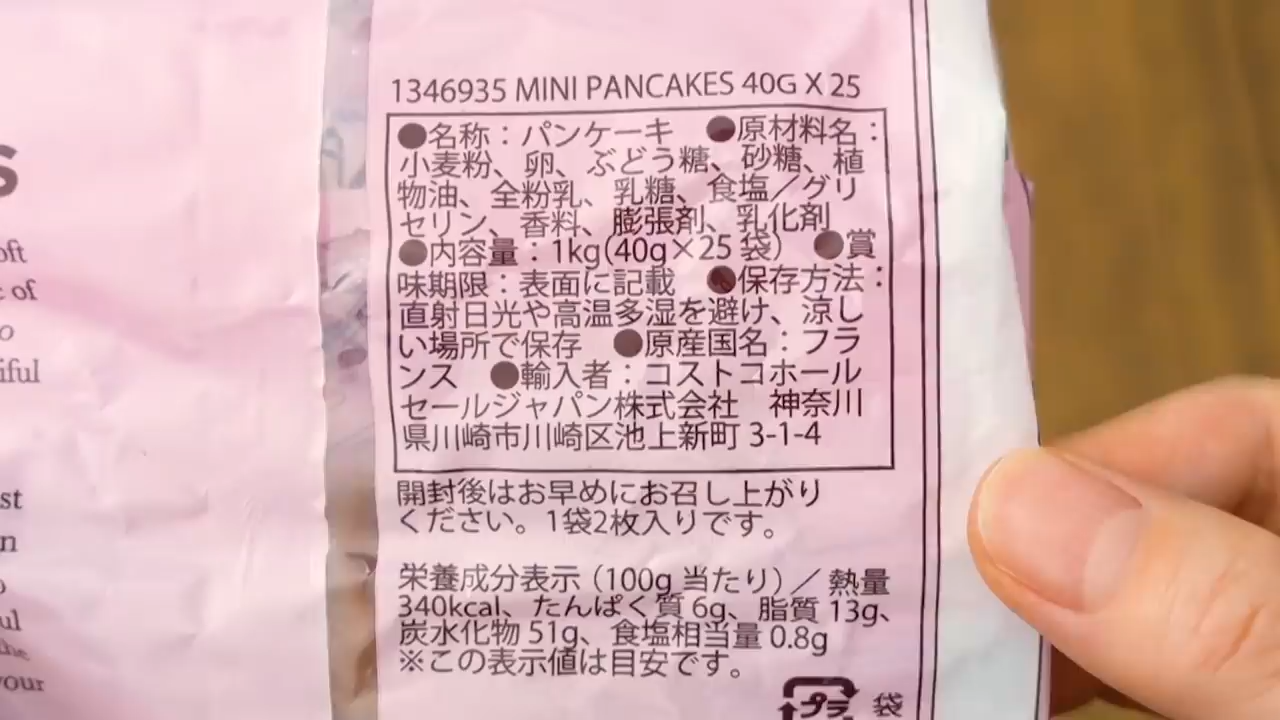 1346935 MINI PANCAKES 40G X 25
●名称：パンケーキ　●原材料名：
小麦粉、卵、ぶどう糖、砂糖、植
物油、全粉乳、乳糖、食塩／グリ
セリン、香料、膨張剤、乳化剤
●内容量：1kg(40g×25 袋)　●賞
味期限：表面に記載　●保存方法：
直射日光や高温多湿を避け、涼し
い場所で保存　●原産国名：フラ
ンス　●輸入者：コストコホール
セールジャパン株式会社　神奈川
県川崎市川崎区池上新町 3-1-4
開封後はお早めにお召し上がり
ください。1袋2枚入りです。
栄養成分表示（100g 当たり）／ 熱量
340kcal、たんぱく質 6g、脂質 13g、
炭水化物 51g、食塩相当量 0.8g
※この表示値は目安です。
プラ 袋
s
of
the